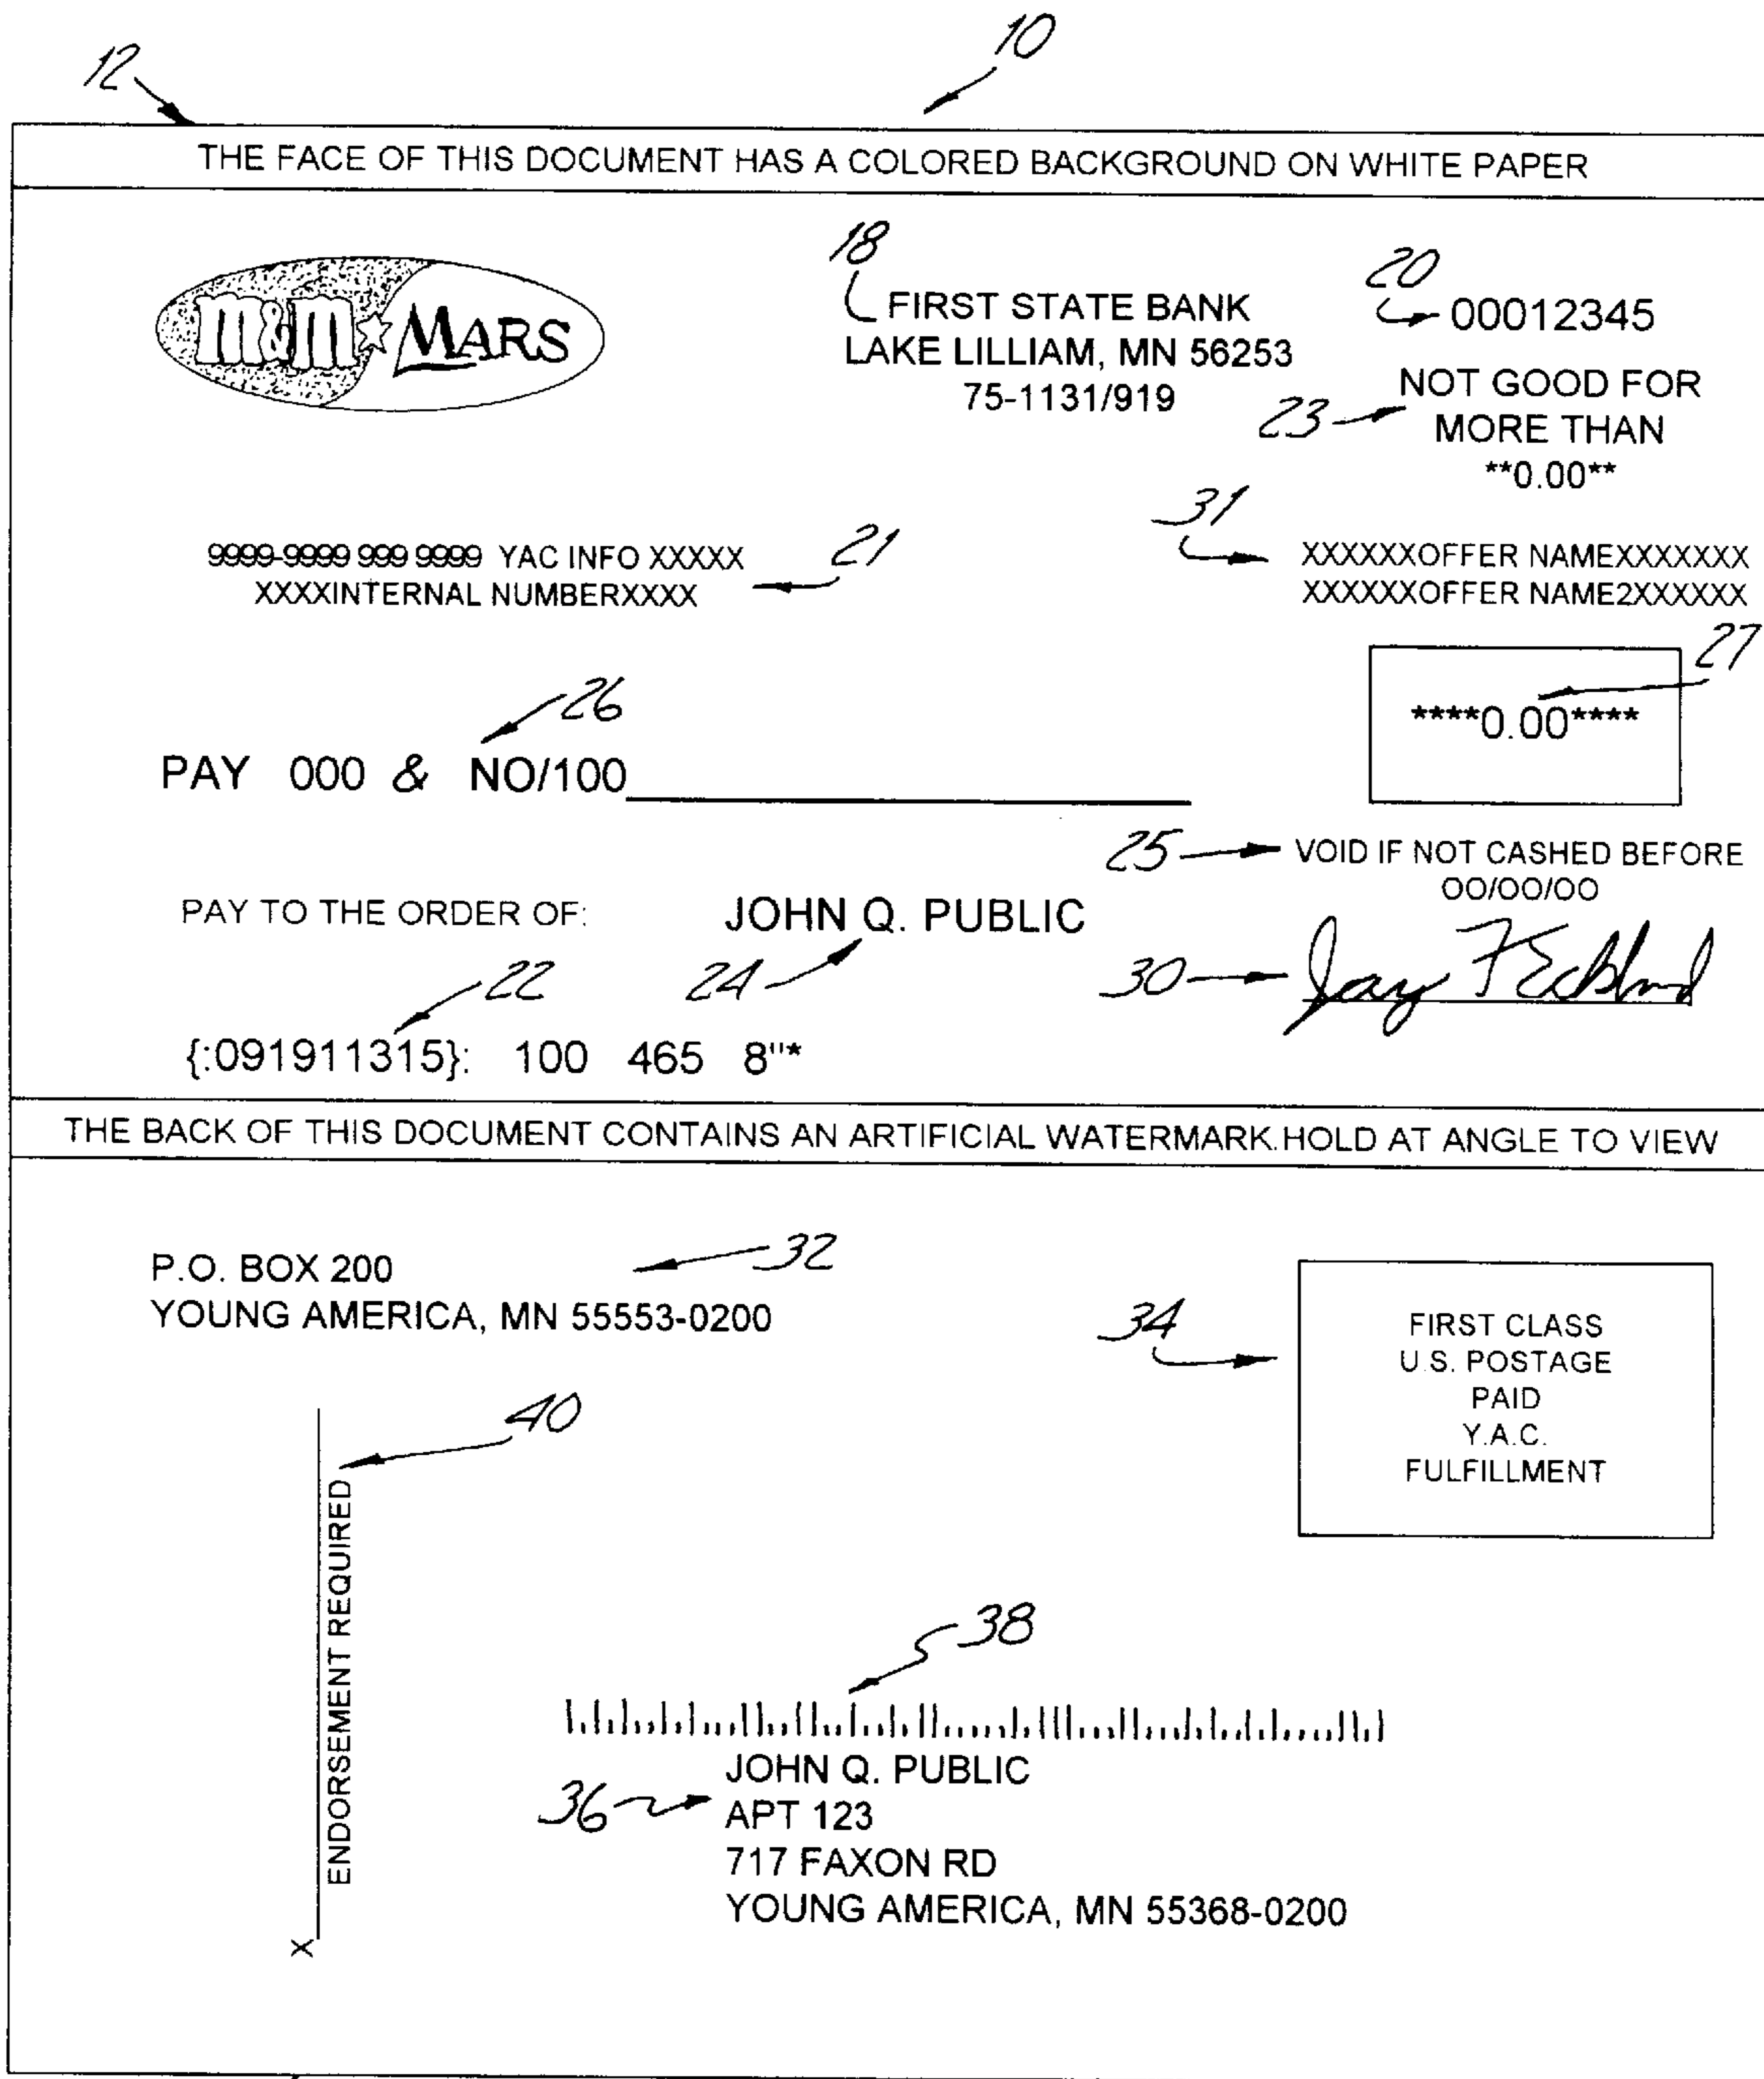 12
10
THE FACE OF THIS DOCUMENT HAS A COLORED BACKGROUND ON WHITE PAPER
M&M MARS
18
FIRST STATE BANK
LAKE LILLIAM, MN 56253
75-1131/919
20
00012345
23
NOT GOOD FOR
MORE THAN
**0.00**
9999-9999 999 9999 YAC INFO XXXXX
XXXXINTERNAL NUMBERXXXX
21
31
XXXXXXOFFER NAMEXXXXXXX
XXXXXXOFFER NAME2XXXXXX
27
****0.00****
26
PAY 000 & NO/100
25
VOID IF NOT CASHED BEFORE
OO/OO/OO
PAY TO THE ORDER OF: JOHN Q. PUBLIC
22
24
30
Jay F Ecklund
{:091911315}: 100 465 8"*
THE BACK OF THIS DOCUMENT CONTAINS AN ARTIFICIAL WATERMARK.HOLD AT ANGLE TO VIEW
P.O. BOX 200
YOUNG AMERICA, MN 55553-0200
32
34
FIRST CLASS
U.S. POSTAGE
PAID
Y.A.C.
FULFILLMENT
40
ENDORSEMENT REQUIRED
X
38
JOHN Q. PUBLIC
36
APT 123
717 FAXON RD
YOUNG AMERICA, MN 55368-0200